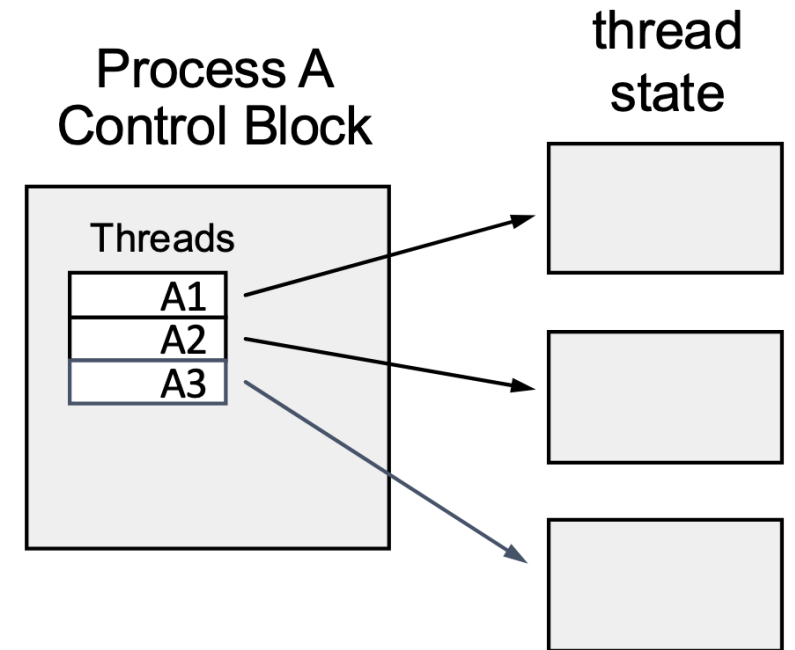 Process A
Control Block
Threads
A1
A2
A3
thread
state